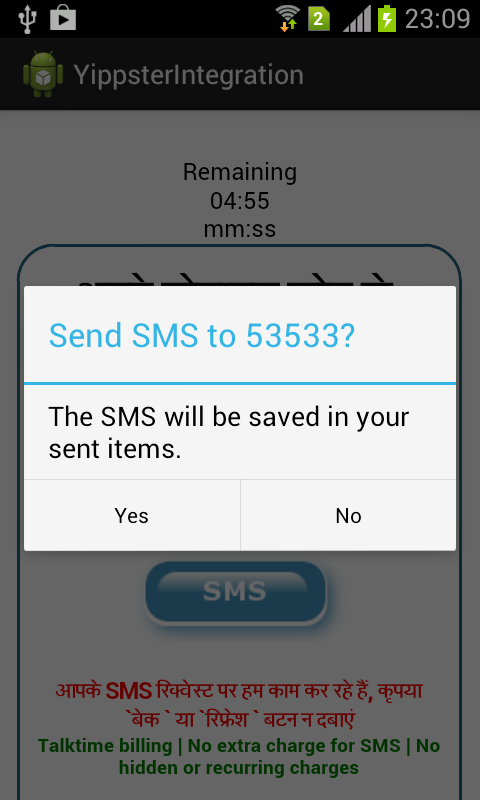 2
23:09
YippsterIntegration
Remaining
04:55
mm:ss
Send SMS to 53533?
The SMS will be saved in your
sent items.
Yes
No
SMS
आपके SMS रिक्वेस्ट पर हम काम कर रहे हैं, कृपया
`बेक ` या `रिफ्रेश ` बटन न दबाएं
Talktime billing | No extra charge for SMS | No
hidden or recurring charges